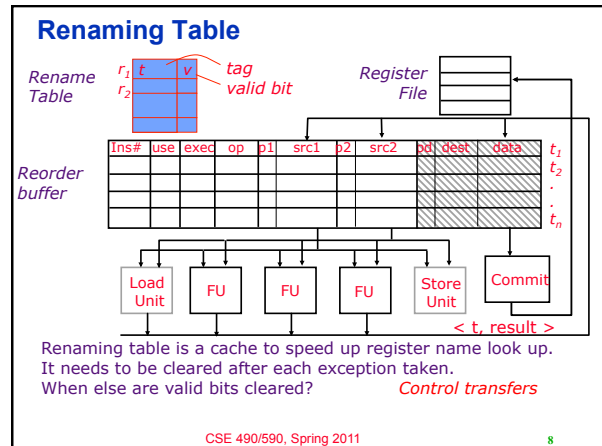 Renaming Table
Rename
Table
r1 t v
r2
tag
valid bit
Register
File
Reorder
buffer
Ins# use exec op p1 src1 p2 src2 pd dest data
t1
t2
.
.
tn
Load
Unit
FU
FU
FU
Store
Unit
Commit
< t, result >
Renaming table is a cache to speed up register name look up.
It needs to be cleared after each exception taken.
When else are valid bits cleared? Control transfers
CSE 490/590, Spring 2011
8